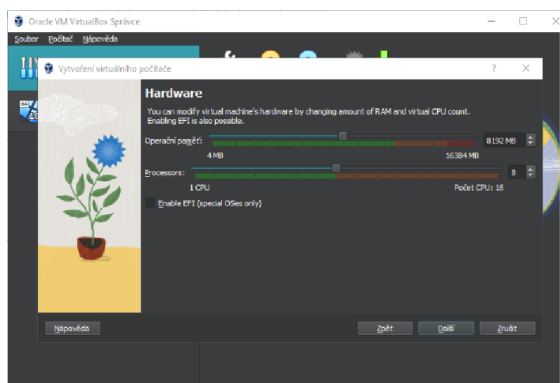 Oracle VM VirtualBox Správce
Soubor Počítač Nápověda
Vytvoření virtuálního počítače
Hardware
You can modify virtual machine's hardware by changing amount of RAM and virtual CPU count.
Enabling EFI is also possible.
Operační paměť: 8192 MB
4 MB 16384 MB
Processors: 8
1 CPU Počet CPU: 16
Enable EFI (special OSes only)
Nápověda Zpět Další Zrušit